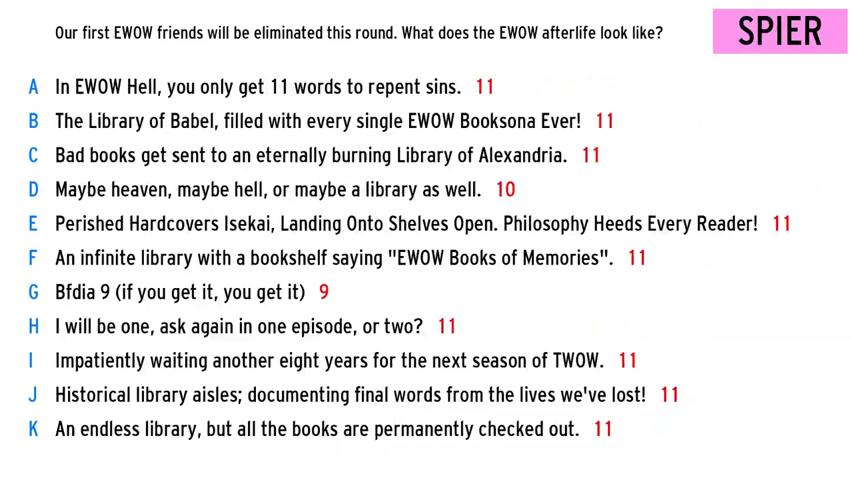 Our first EWOW friends will be eliminated this round. What does the EWOW afterlife look like?
SPIER
A In EWOW Hell, you only get 11 words to repent sins. 11
B The Library of Babel, filled with every single EWOW Booksona Ever! 11
C Bad books get sent to an eternally burning Library of Alexandria. 11
D Maybe heaven, maybe hell, or maybe a library as well. 10
E Perished Hardcovers Isekai, Landing Onto Shelves Open. Philosophy Heeds Every Reader! 11
F An infinite library with a bookshelf saying "EWOW Books of Memories". 11
G Bfdia 9 (if you get it, you get it) 9
H I will be one, ask again in one episode, or two? 11
I Impatiently waiting another eight years for the next season of TWOW. 11
J Historical library aisles; documenting final words from the lives we've lost! 11
K An endless library, but all the books are permanently checked out. 11